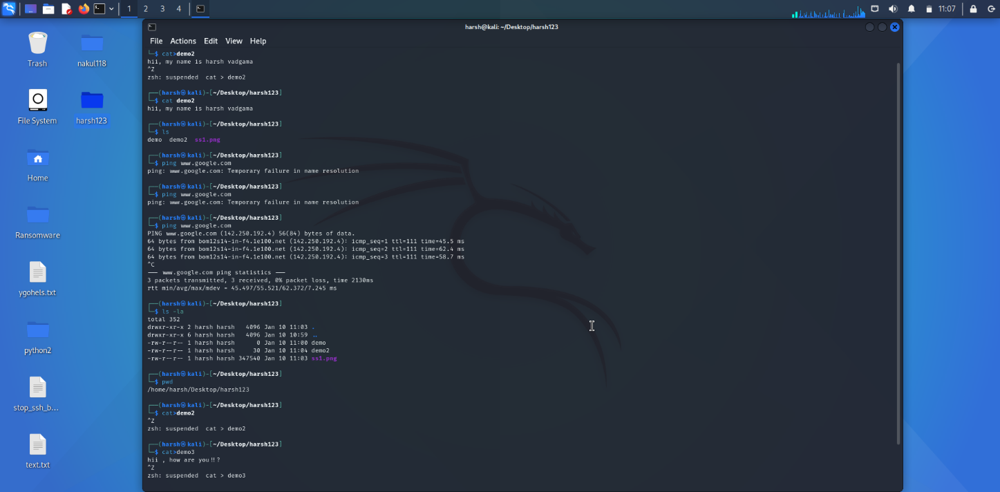 1 2 3 4
11:07
Trash
nakul118
File System
harsh123
Home
Ransomware
ygohels.txt
python2
stop_ssh_b...
text.txt
harsh@kali: ~/Desktop/harsh123
File Actions Edit View Help
└─$ cat>demo2
hii, my name is harsh vadgama
^Z
zsh: suspended  cat > demo2
┌──(harsh㉿kali)-[~/Desktop/harsh123]
└─$ cat demo2
hii, my name is harsh vadgama
┌──(harsh㉿kali)-[~/Desktop/harsh123]
└─$ ls
demo  demo2  ss1.png
┌──(harsh㉿kali)-[~/Desktop/harsh123]
└─$ ping www.google.com
ping: www.google.com: Temporary failure in name resolution
┌──(harsh㉿kali)-[~/Desktop/harsh123]
└─$ ping www.google.com
ping: www.google.com: Temporary failure in name resolution
┌──(harsh㉿kali)-[~/Desktop/harsh123]
└─$ ping www.google.com
PING www.google.com (142.250.192.4) 56(84) bytes of data.
64 bytes from bom12s14-in-f4.1e100.net (142.250.192.4): icmp_seq=1 ttl=111 time=45.5 ms
64 bytes from bom12s14-in-f4.1e100.net (142.250.192.4): icmp_seq=2 ttl=111 time=62.4 ms
64 bytes from bom12s14-in-f4.1e100.net (142.250.192.4): icmp_seq=3 ttl=111 time=58.7 ms
^C
--- www.google.com ping statistics ---
3 packets transmitted, 3 received, 0% packet loss, time 2130ms
rtt min/avg/max/mdev = 45.497/55.521/62.372/7.245 ms
┌──(harsh㉿kali)-[~/Desktop/harsh123]
└─$ ls -la
total 352
drwxr-xr-x 2 harsh harsh   4096 Jan 10 11:03 .
drwxr-xr-x 6 harsh harsh   4096 Jan 10 10:59 ..
-rw-r--r-- 1 harsh harsh      0 Jan 10 11:00 demo
-rw-r--r-- 1 harsh harsh     30 Jan 10 11:04 demo2
-rw-r--r-- 1 harsh harsh 347540 Jan 10 11:03 ss1.png
┌──(harsh㉿kali)-[~/Desktop/harsh123]
└─$ pwd
/home/harsh/Desktop/harsh123
┌──(harsh㉿kali)-[~/Desktop/harsh123]
└─$ cat>demo2
^Z
zsh: suspended  cat > demo2
┌──(harsh㉿kali)-[~/Desktop/harsh123]
└─$ cat>demo3
hii , how are you!!?
^Z
zsh: suspended  cat > demo3